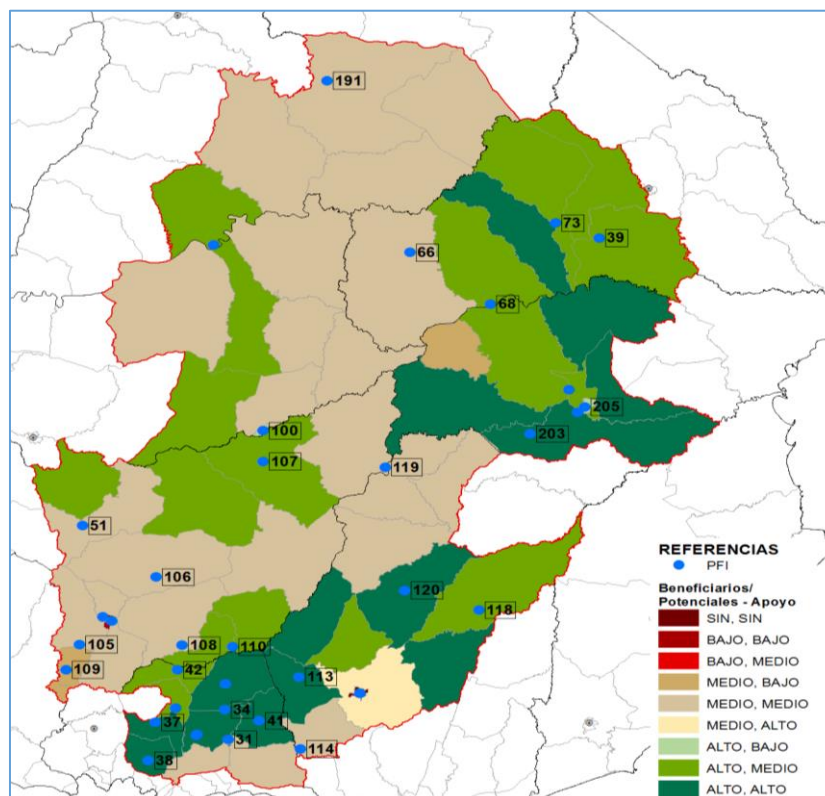 191
73
39
66
68
205
100
203
107
119
51
106
120
118
105
108
110
109
42
113
37
34
41
31
114
38
REFERENCIAS
PFI
Beneficiarios/
Potenciales - Apoyo
SIN, SIN
BAJO, BAJO
BAJO, MEDIO
MEDIO, BAJO
MEDIO, MEDIO
MEDIO, ALTO
ALTO, BAJO
ALTO, MEDIO
ALTO, ALTO